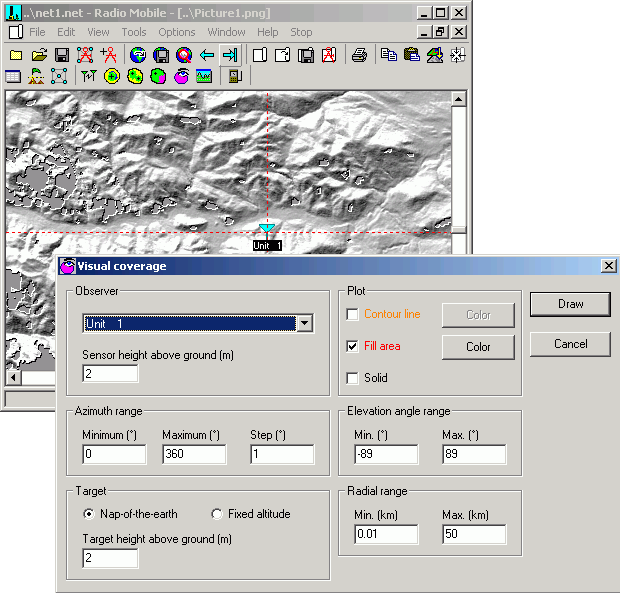 ..\net1.net - Radio Mobile - [..\Picture1.png]
File Edit View Tools Options Window Help Stop
Unit 1
Visual coverage
Observer
Unit 1
Sensor height above ground (m)
2
Plot
Contour line Color
Fill area Color
Solid
Draw
Cancel
Azimuth range
Minimum (°) Maximum (°) Step (°)
0 360 1
Elevation angle range
Min. (°) Max. (°)
-89 89
Target
Nap-of-the-earth Fixed altitude
Target height above ground (m)
2
Radial range
Min. (km) Max. (km)
0.01 50